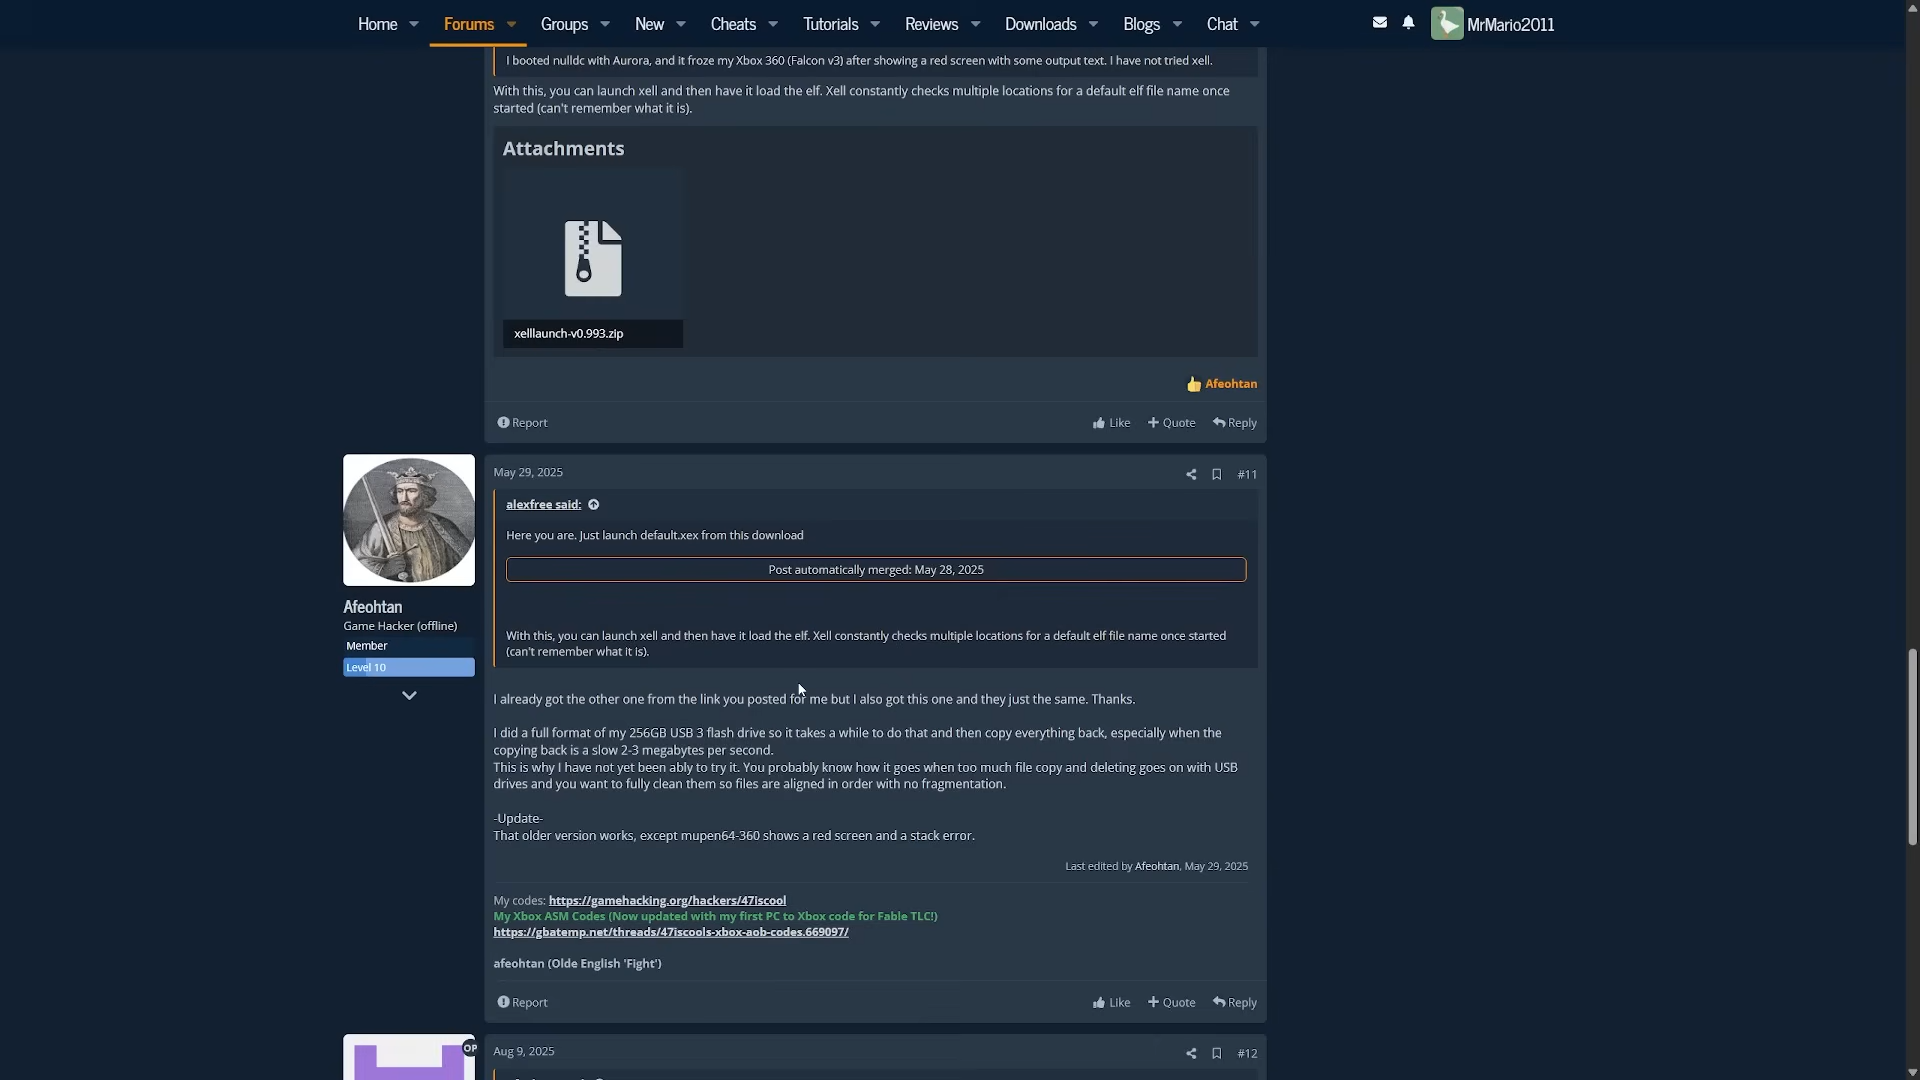 Home Forums Groups New Cheats Tutorials Reviews Downloads Blogs Chat MrMario2011
I booted nulldc with Aurora, and it froze my Xbox 360 (Falcon v3) after showing a red screen with some output text. I have not tried xell.
With this, you can launch xell and then have it load the elf. Xell constantly checks multiple locations for a default elf file name once
started (can't remember what it is).
Attachments
xelllaunch-v0.993.zip
Afeohtan
Report Like Quote Reply
May 29, 2025 #11
alexfree said:
Here you are. Just launch default.xex from this download
Post automatically merged: May 28, 2025
Afeohtan
Game Hacker (offline)
Member
Level 10
With this, you can launch xell and then have it load the elf. Xell constantly checks multiple locations for a default elf file name once started
(can't remember what it is).
I already got the other one from the link you posted for me but I also got this one and they just the same. Thanks.
I did a full format of my 256GB USB 3 flash drive so it takes a while to do that and then copy everything back, especially when the
copying back is a slow 2-3 megabytes per second.
This is why I have not yet been ably to try it. You probably know how it goes when too much file copy and deleting goes on with USB
drives and you want to fully clean them so files are aligned in order with no fragmentation.
-Update-
That older version works, except mupen64-360 shows a red screen and a stack error.
Last edited by Afeohtan, May 29, 2025
My codes: https://gamehacking.org/hackers/47iscool
My Xbox ASM Codes (Now updated with my first PC to Xbox code for Fable TLC!)
https://gbatemp.net/threads/47iscools-xbox-aob-codes.669097/
afeohtan (Olde English 'Fight')
Report Like Quote Reply
OP
Aug 9, 2025 #12